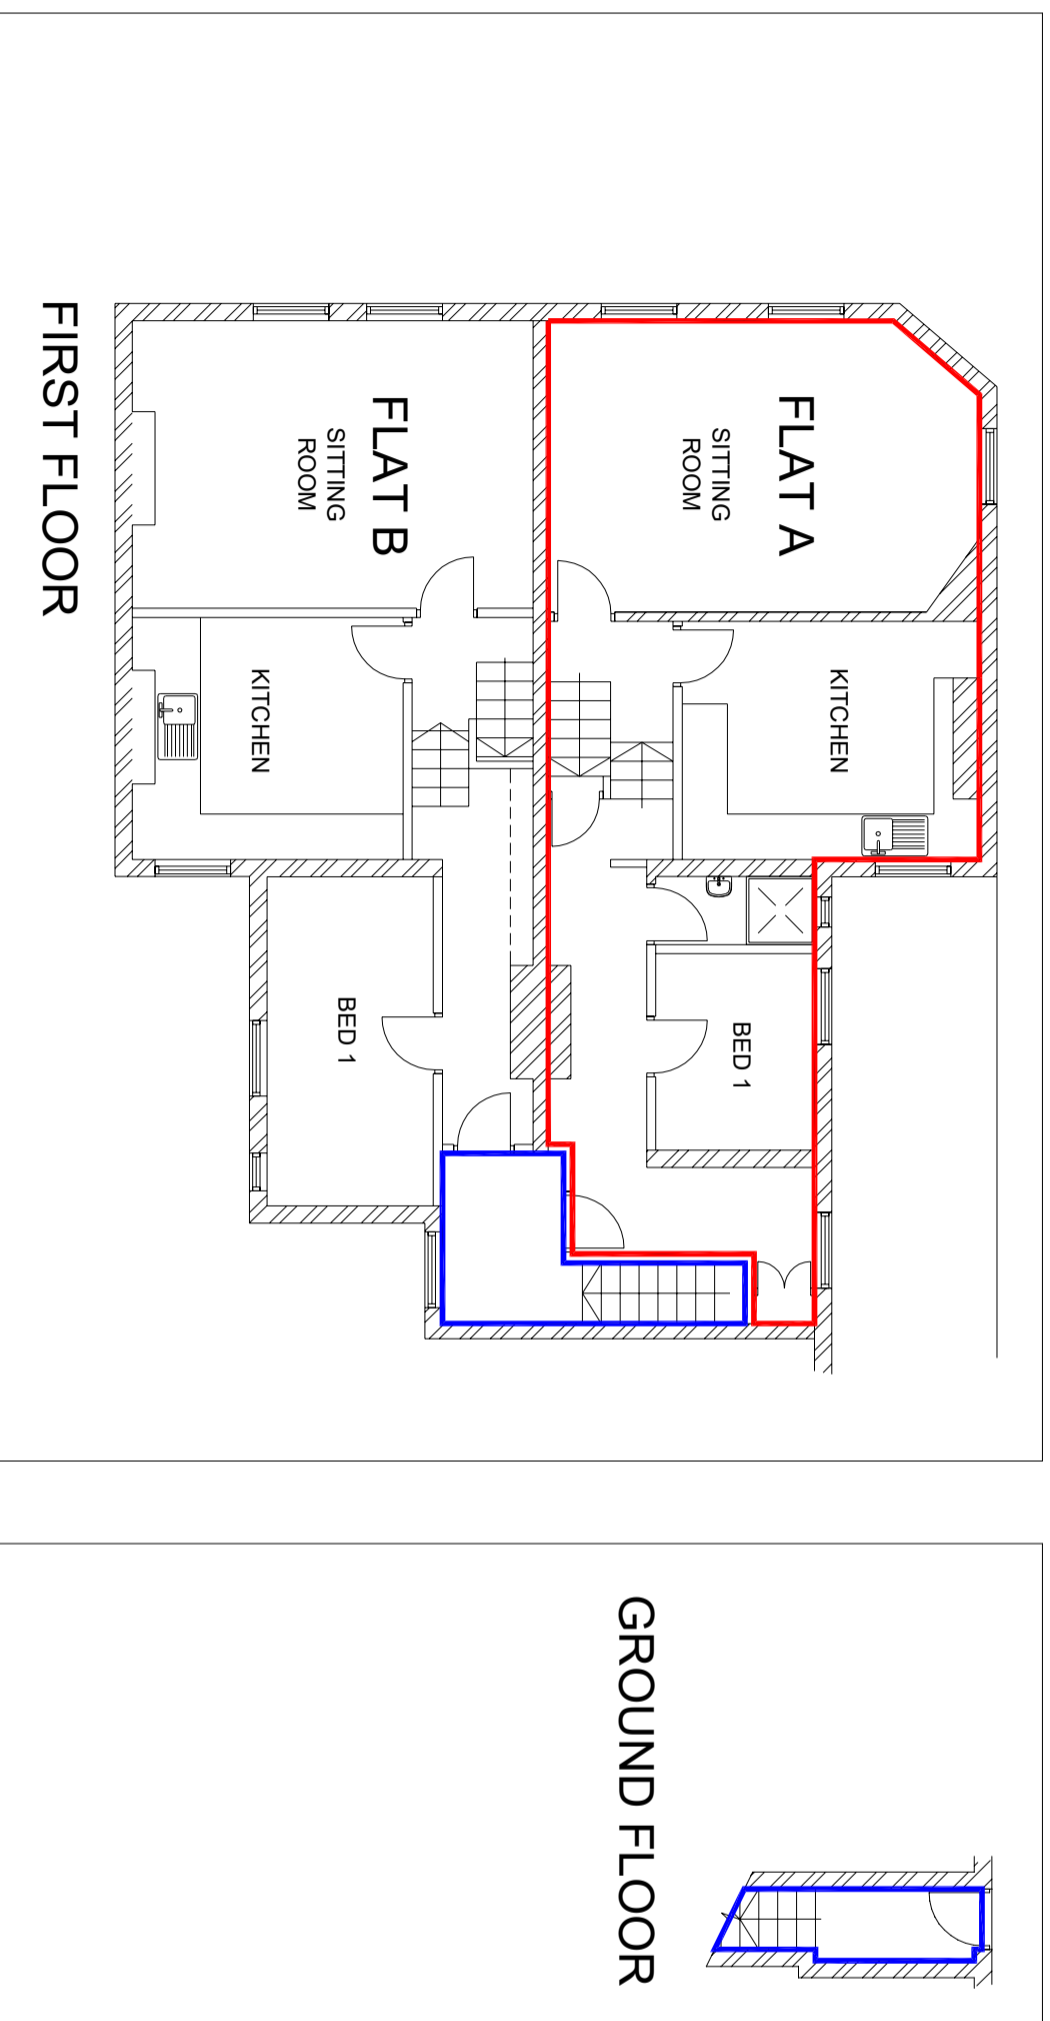 FLAT A
SITTING
ROOM
KITCHEN
BED 1
FLAT B
SITTING
ROOM
KITCHEN
BED 1
FIRST FLOOR
GROUND FLOOR